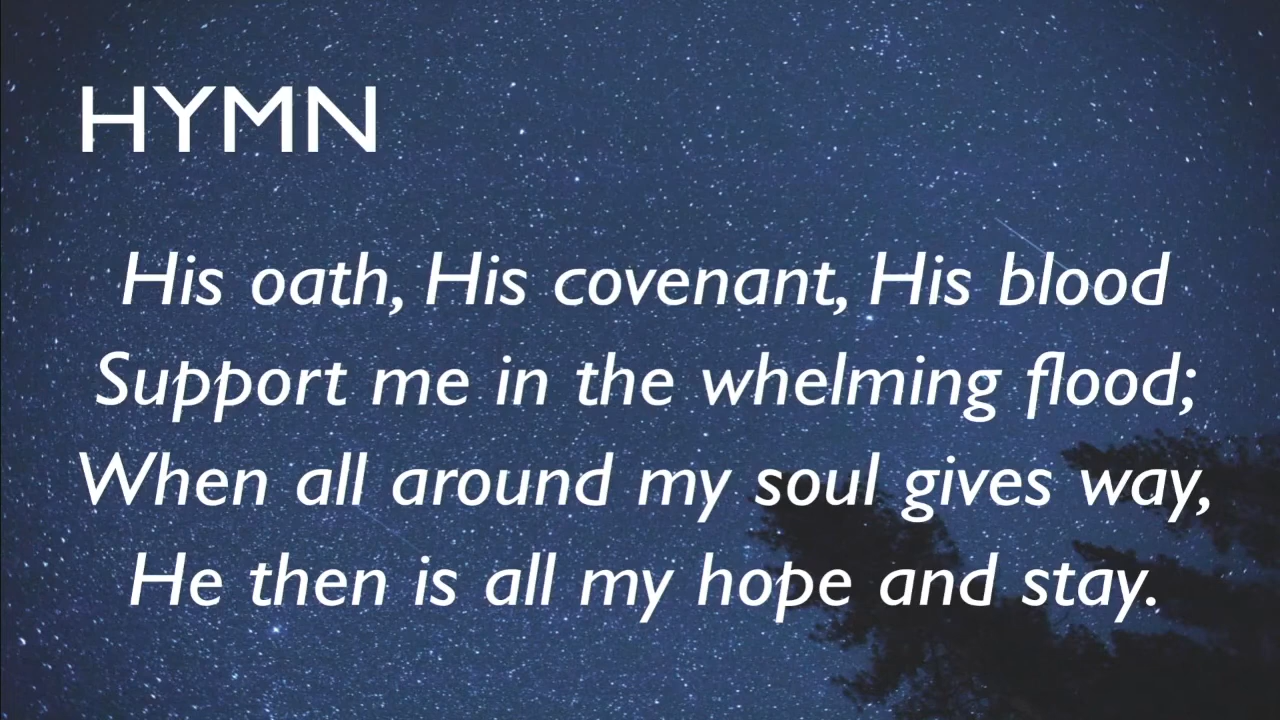 HYMN
His oath, His covenant, His blood
Support me in the whelming flood;
When all around my soul gives way,
He then is all my hope and stay.